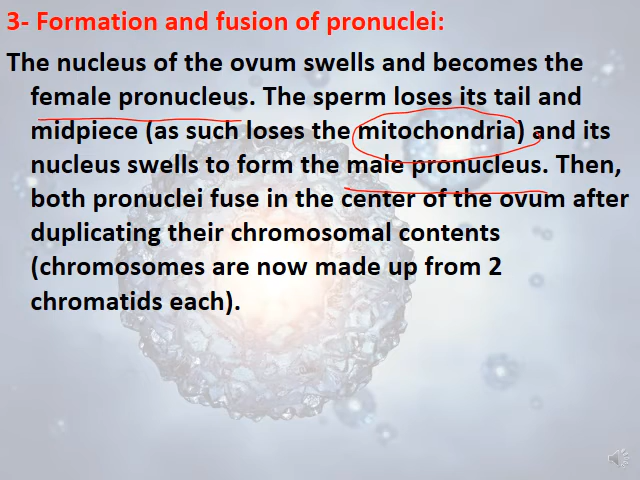 3- Formation and fusion of pronuclei:
The nucleus of the ovum swells and becomes the
female pronucleus. The sperm loses its tail and
midpiece (as such loses the mitochondria) and its
nucleus swells to form the male pronucleus. Then,
both pronuclei fuse in the center of the ovum after
duplicating their chromosomal contents
(chromosomes are now made up from 2
chromatids each).